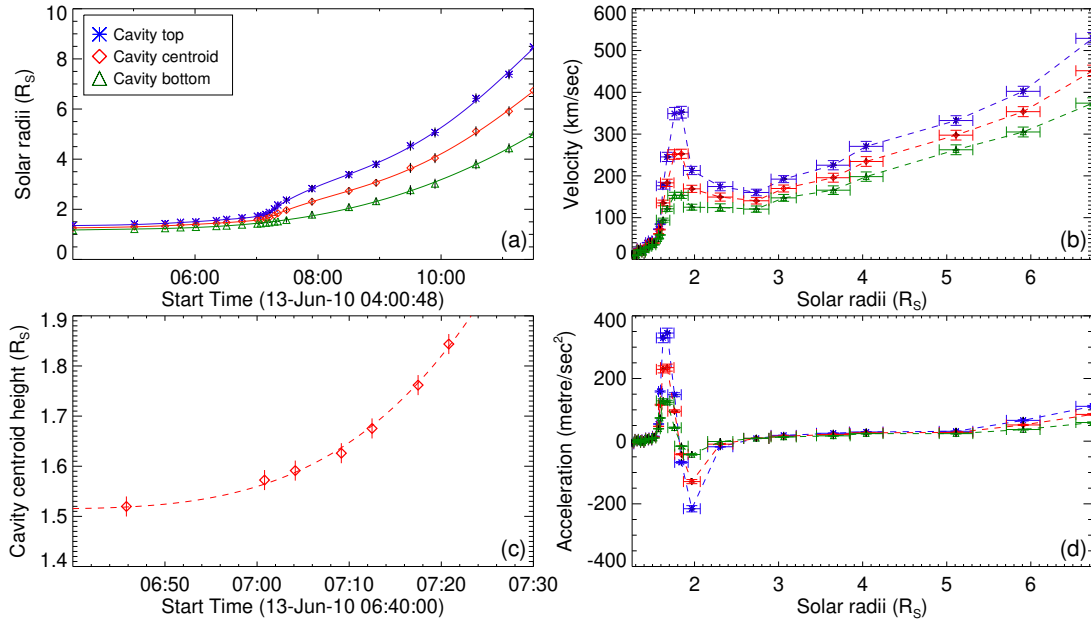 Cavity top
Cavity centroid
Cavity bottom
10
8
6
4
2
0
Solar radii (R_S)
(a)
06:00 08:00 10:00
Start Time (13-Jun-10 04:00:48)
600
500
400
300
200
100
0
Velocity (km/sec)
(b)
2 3 4 5 6
Solar radii (R_S)
1.9
1.8
1.7
1.6
1.5
1.4
Cavity centroid height (R_S)
(c)
06:50 07:00 07:10 07:20 07:30
Start Time (13-Jun-10 06:40:00)
400
200
0
-200
-400
Acceleration (metre/sec²)
(d)
2 3 4 5 6
Solar radii (R_S)